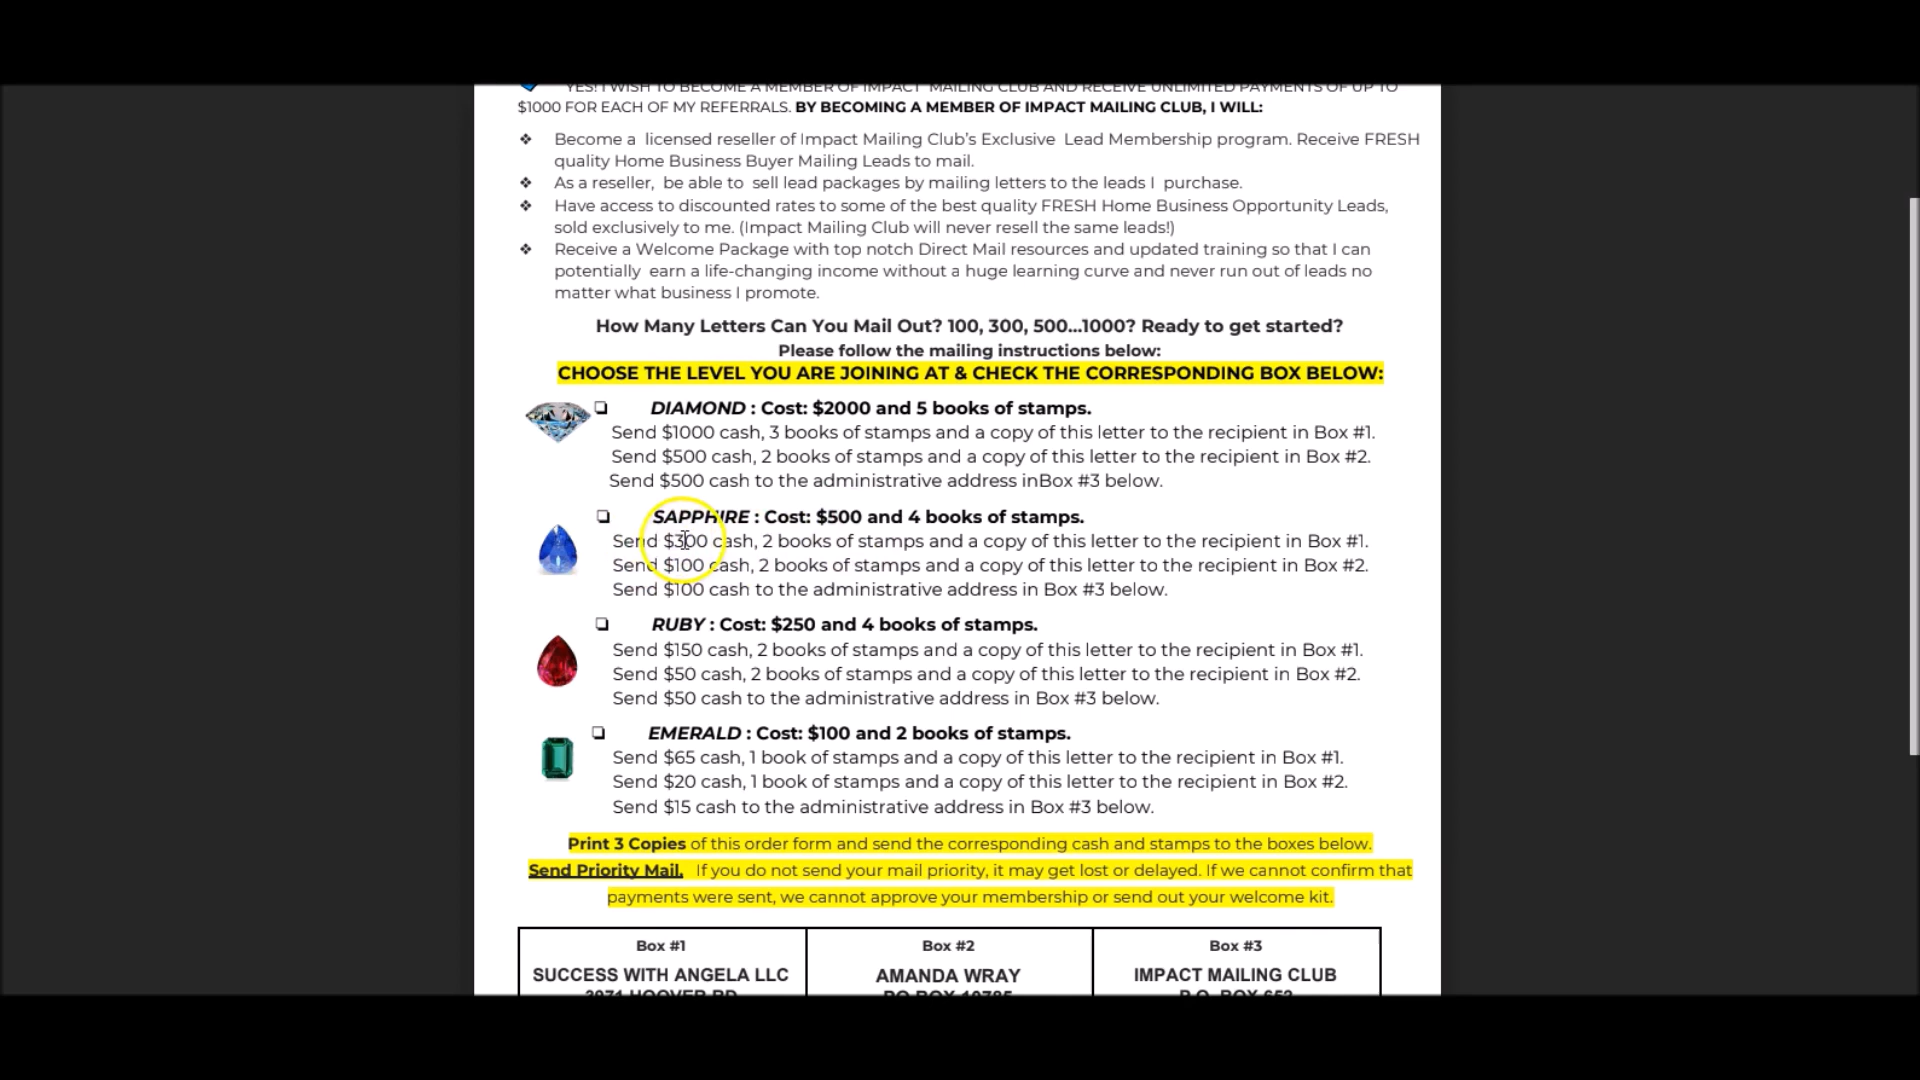 YES! I WISH TO BECOME A MEMBER OF IMPACT MAILING CLUB AND RECEIVE UNLIMITED PAYMENTS OF UP TO
$1000 FOR EACH OF MY REFERRALS. BY BECOMING A MEMBER OF IMPACT MAILING CLUB, I WILL:
❖ Become a licensed reseller of Impact Mailing Club's Exclusive Lead Membership program. Receive FRESH
quality Home Business Buyer Mailing Leads to mail.
❖ As a reseller, be able to sell lead packages by mailing letters to the leads I purchase.
❖ Have access to discounted rates to some of the best quality FRESH Home Business Opportunity Leads,
sold exclusively to me. (Impact Mailing Club will never resell the same leads!)
❖ Receive a Welcome Package with top notch Direct Mail resources and updated training so that I can
potentially earn a life-changing income without a huge learning curve and never run out of leads no
matter what business I promote.
How Many Letters Can You Mail Out? 100, 300, 500...1000? Ready to get started?
Please follow the mailing instructions below:
CHOOSE THE LEVEL YOU ARE JOINING AT & CHECK THE CORRESPONDING BOX BELOW:
❏ DIAMOND : Cost: $2000 and 5 books of stamps.
Send $1000 cash, 3 books of stamps and a copy of this letter to the recipient in Box #1.
Send $500 cash, 2 books of stamps and a copy of this letter to the recipient in Box #2.
Send $500 cash to the administrative address inBox #3 below.
❏ SAPPHIRE : Cost: $500 and 4 books of stamps.
Send $300 cash, 2 books of stamps and a copy of this letter to the recipient in Box #1.
Send $100 cash, 2 books of stamps and a copy of this letter to the recipient in Box #2.
Send $100 cash to the administrative address in Box #3 below.
❏ RUBY : Cost: $250 and 4 books of stamps.
Send $150 cash, 2 books of stamps and a copy of this letter to the recipient in Box #1.
Send $50 cash, 2 books of stamps and a copy of this letter to the recipient in Box #2.
Send $50 cash to the administrative address in Box #3 below.
❏ EMERALD : Cost: $100 and 2 books of stamps.
Send $65 cash, 1 book of stamps and a copy of this letter to the recipient in Box #1.
Send $20 cash, 1 book of stamps and a copy of this letter to the recipient in Box #2.
Send $15 cash to the administrative address in Box #3 below.
Print 3 Copies of this order form and send the corresponding cash and stamps to the boxes below.
Send Priority Mail. If you do not send your mail priority, it may get lost or delayed. If we cannot confirm that
payments were sent, we cannot approve your membership or send out your welcome kit.
Box #1 Box #2 Box #3
SUCCESS WITH ANGELA LLC AMANDA WRAY IMPACT MAILING CLUB
HOOVER RD PO BOX P.O. BOX